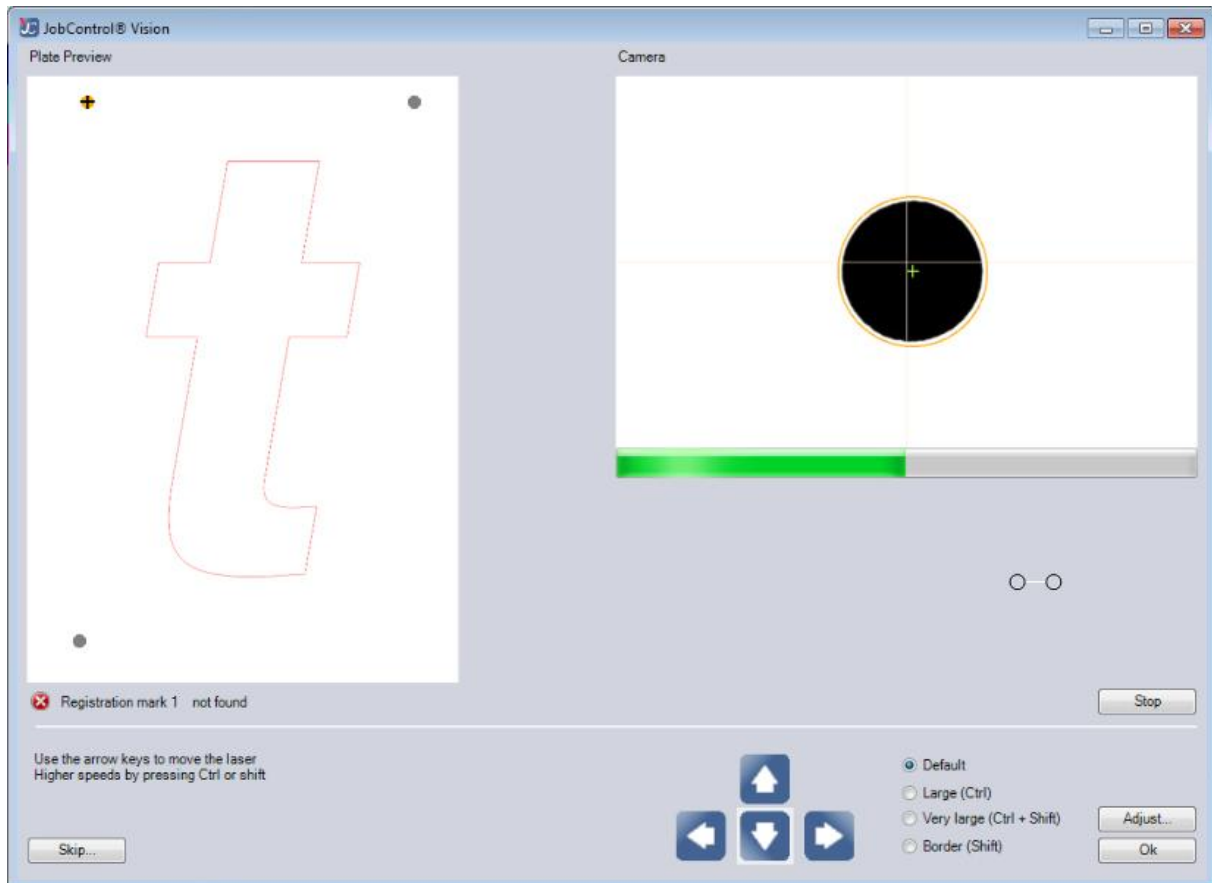 JobControl® Vision
Plate Preview
Camera
Registration mark 1 not found
Stop
Use the arrow keys to move the laser
Higher speeds by pressing Ctrl or shift
Default
Large (Ctrl)
Very large (Ctrl + Shift)
Border (Shift)
Adjust...
Skip...
Ok